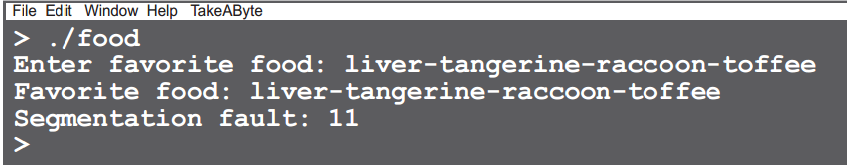 File Edit Window Help TakeAByte
> ./food
Enter favorite food: liver-tangerine-raccoon-toffee
Favorite food: liver-tangerine-raccoon-toffee
Segmentation fault: 11
>